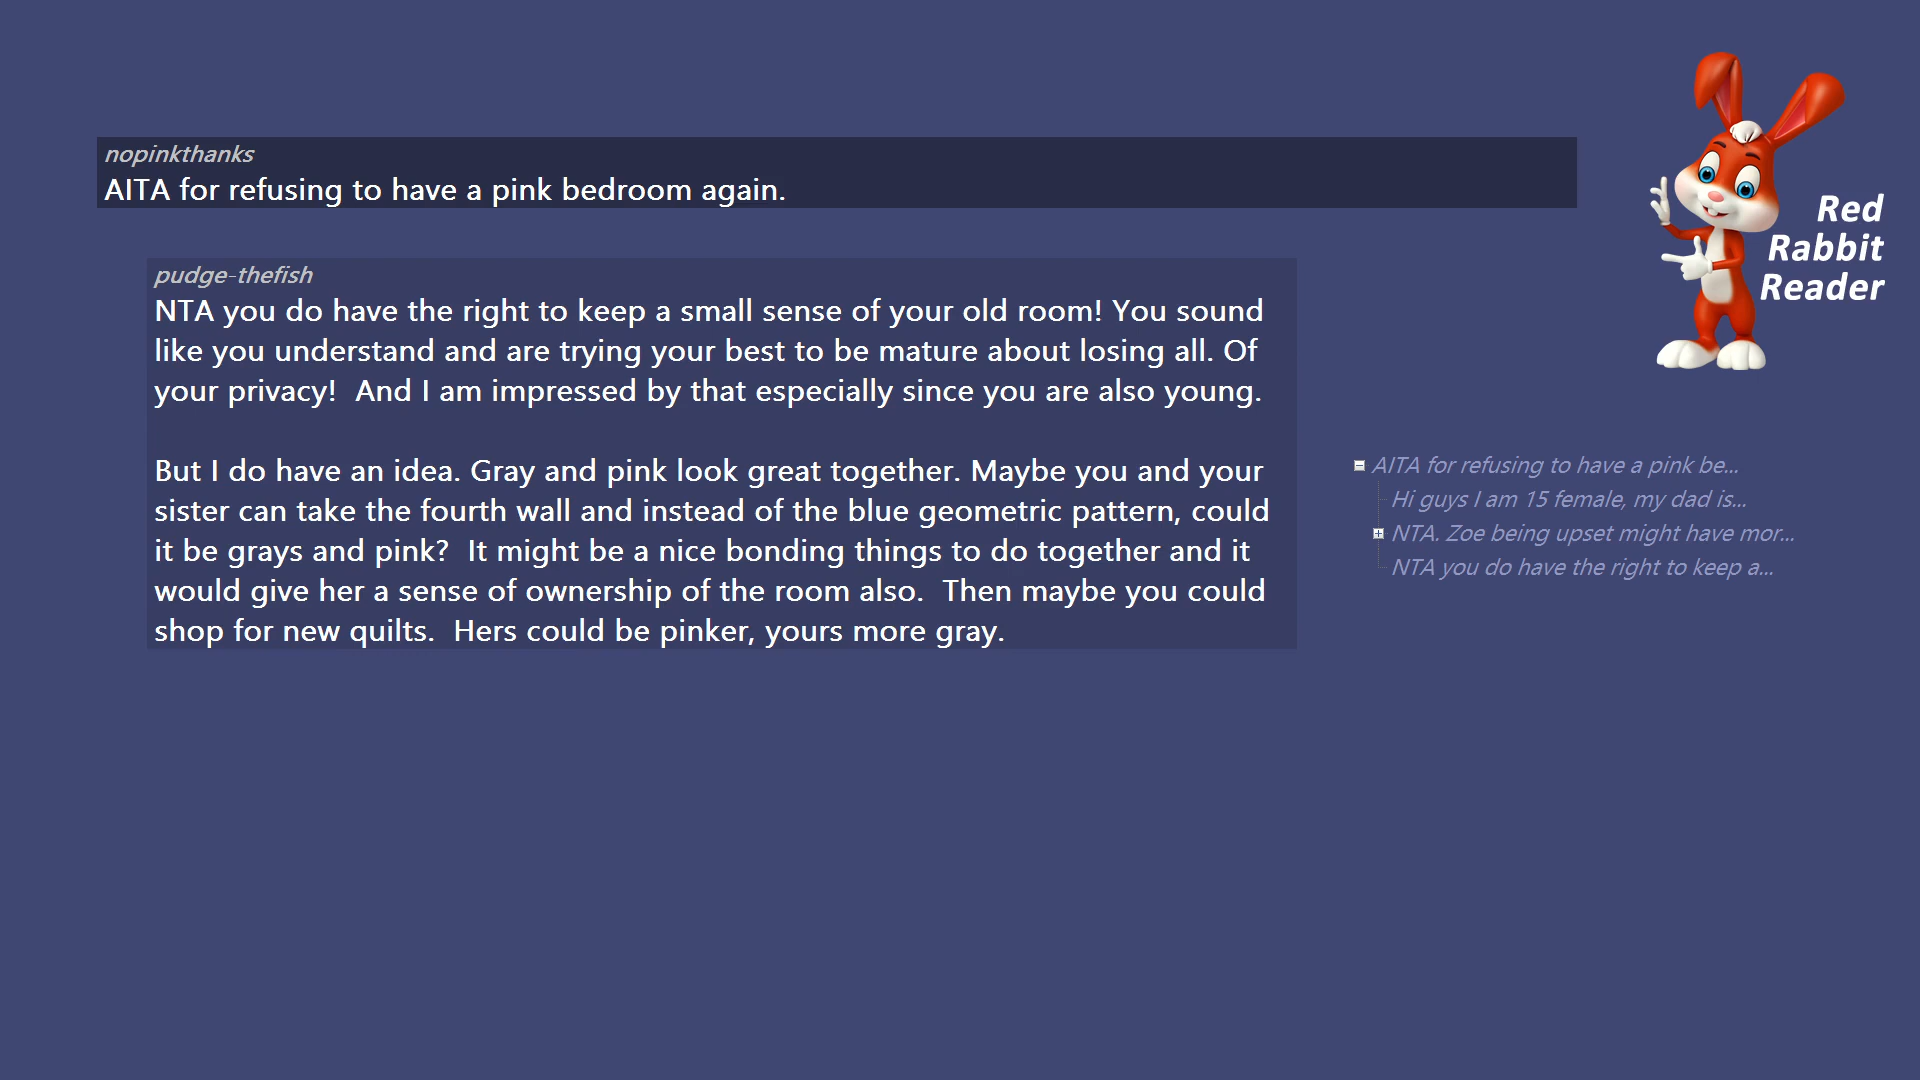 nopinkthanks
AITA for refusing to have a pink bedroom again.
pudge-thefish
NTA you do have the right to keep a small sense of your old room! You sound
like you understand and are trying your best to be mature about losing all. Of
your privacy!  And I am impressed by that especially since you are also young.
But I do have an idea. Gray and pink look great together. Maybe you and your
sister can take the fourth wall and instead of the blue geometric pattern, could
it be grays and pink?  It might be a nice bonding things to do together and it
would give her a sense of ownership of the room also.  Then maybe you could
shop for new quilts.  Hers could be pinker, yours more gray.
Red
Rabbit
Reader
AITA for refusing to have a pink be...
Hi guys I am 15 female, my dad is...
NTA. Zoe being upset might have mor...
NTA you do have the right to keep a...